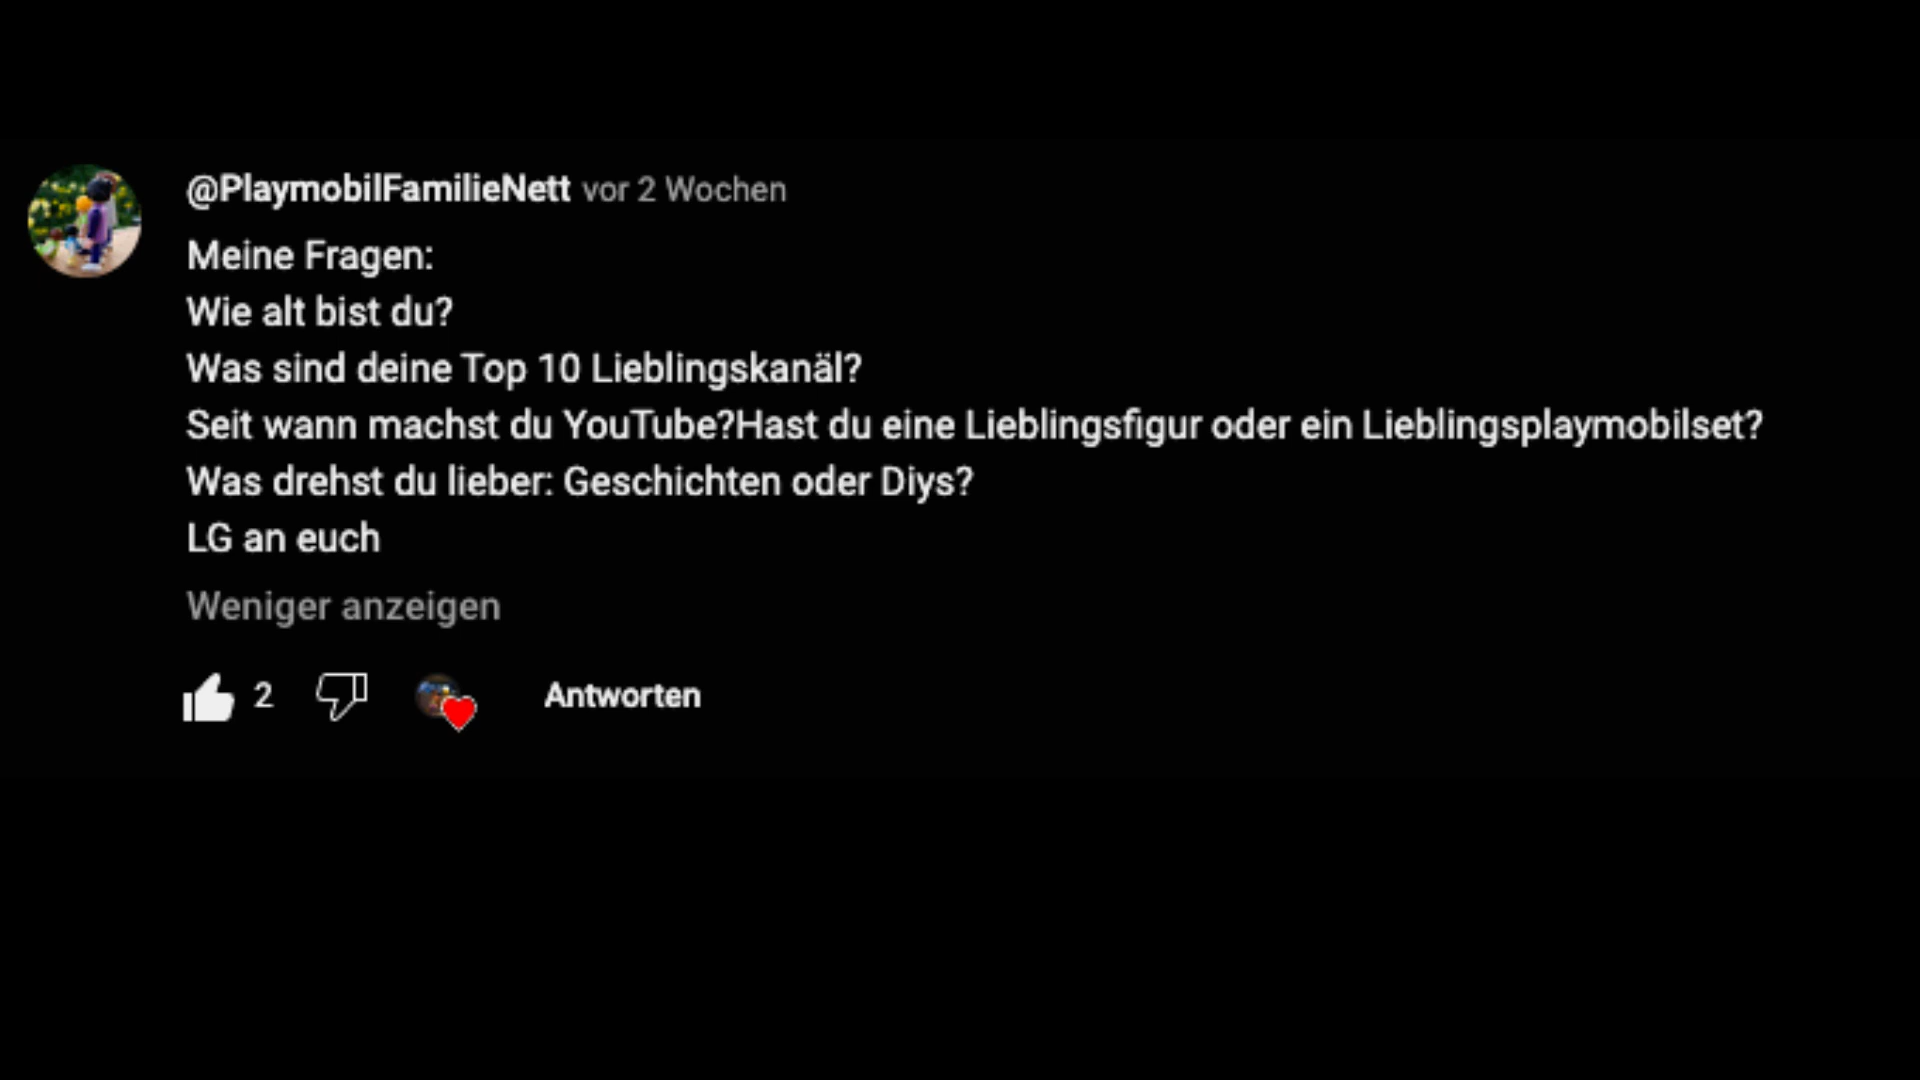 @PlaymobilFamilieNett vor 2 Wochen
Meine Fragen:
Wie alt bist du?
Was sind deine Top 10 Lieblingskanäl?
Seit wann machst du YouTube?Hast du eine Lieblingsfigur oder ein Lieblingsplaymobilset?
Was drehst du lieber: Geschichten oder Diys?
LG an euch
Weniger anzeigen
2 Antworten